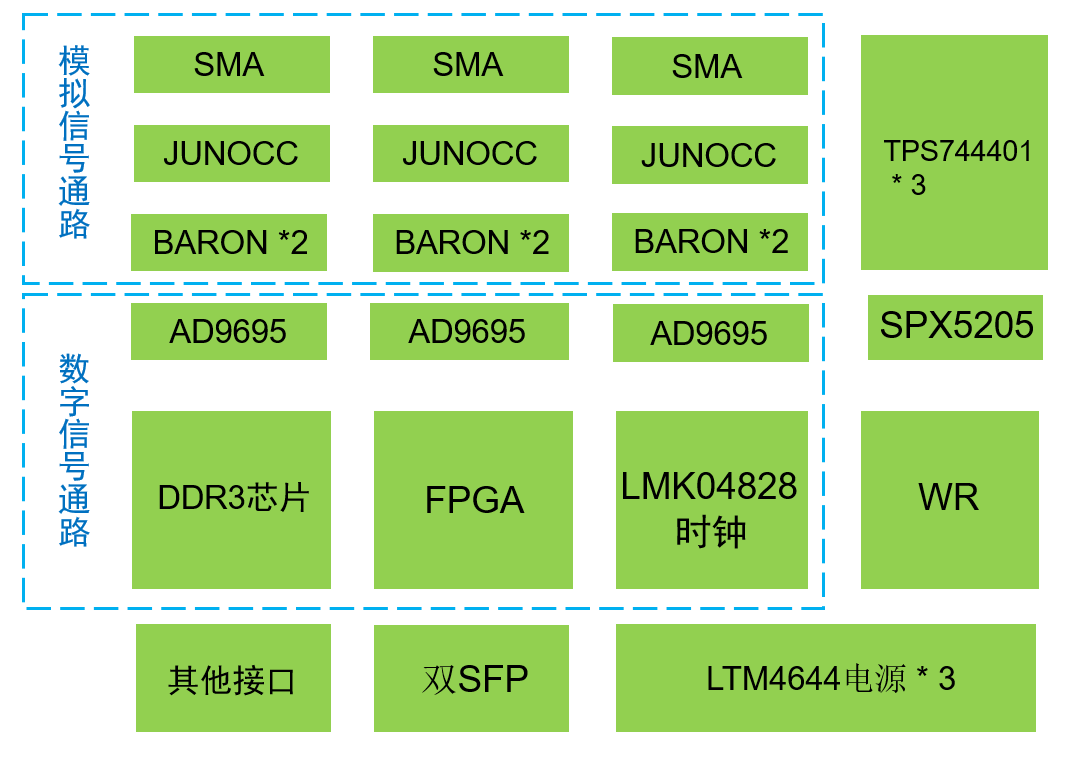 模拟信号通路
SMA
SMA
SMA
JUNOCC
JUNOCC
JUNOCC
BARON *2
BARON *2
BARON *2
TPS744401
* 3
数字信号通路
AD9695
AD9695
AD9695
SPX5205
DDR3芯片
FPGA
LMK04828
时钟
WR
其他接口
双SFP
LTM4644电源 * 3